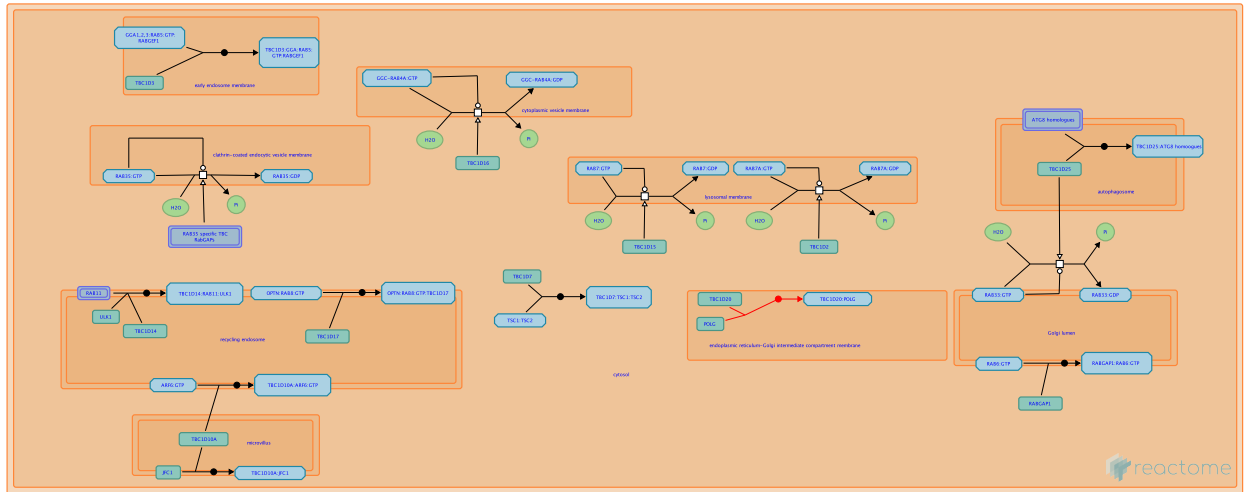 GGA1,2,3:RAB5:GTP:
RABGEF1
TBC1D3:GGA:RAB5:
GTP:RABGEF1
TBC1D3
early endosome membrane
GGC-RAB4A:GTP
GGC-RAB4A:GDP
cytoplasmic vesicle membrane
H2O
Pi
TBC1D16
clathrin-coated endocytic vesicle membrane
RAB35:GTP
RAB35:GDP
H2O
Pi
RAB35 specific TBC
RabGAPs
RAB7:GTP
RAB7:GDP
RAB7A:GTP
RAB7A:GDP
lysosomal membrane
H2O
Pi
H2O
Pi
TBC1D15
TBC1D2
ATG8 homologues
TBC1D25:ATG8 homologues
TBC1D25
autophagosome
H2O
Pi
RAB33:GTP
RAB33:GDP
Golgi lumen
RAB6:GTP
RABGAP1:RAB6:GTP
RABGAP1
RAB11
TBC1D14:RAB11:ULK1
ULK1
TBC1D14
OPTN:RAB8:GTP
OPTN:RAB8:GTP:TBC1D17
TBC1D17
recycling endosome
ARF6:GTP
TBC1D10A:ARF6:GTP
TBC1D10A
microvillus
JFC1
TBC1D10A:JFC1
TBC1D7
TBC1D7:TSC1:TSC2
TSC1:TSC2
cytosol
TBC1D20
TBC1D20:POLG
POLG
endoplasmic reticulum-Golgi intermediate compartment membrane
reactome